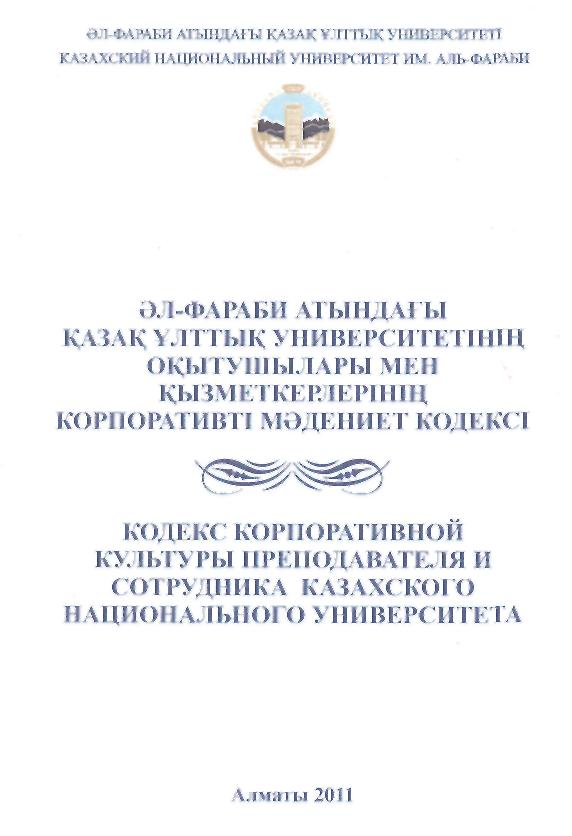 ӘЛ-ФАРАБИ АТЫНДАҒЫ ҚАЗАҚ ҰЛТТЫҚ УНИВЕРСИТЕТІ
КАЗАХСКИЙ НАЦИОНАЛЬНЫЙ УНИВЕРСИТЕТ ИМ. АЛЬ-ФАРАБИ
ӘЛ-ФАРАБИ АТЫНДАҒЫ
ҚАЗАҚ ҰЛТТЫҚ УНИВЕРСИТЕТІНІҢ
ОҚЫТУШЫЛАРЫ МЕН
ҚЫЗМЕТКЕРЛЕРІНІҢ
КОРПОРАТИВТІ МӘДЕНИЕТ КОДЕКСІ
КОДЕКС КОРПОРАТИВНОЙ
КУЛЬТУРЫ ПРЕПОДАВАТЕЛЯ И
СОТРУДНИКА КАЗАХСКОГО
НАЦИОНАЛЬНОГО УНИВЕРСИТЕТА
Алматы 2011